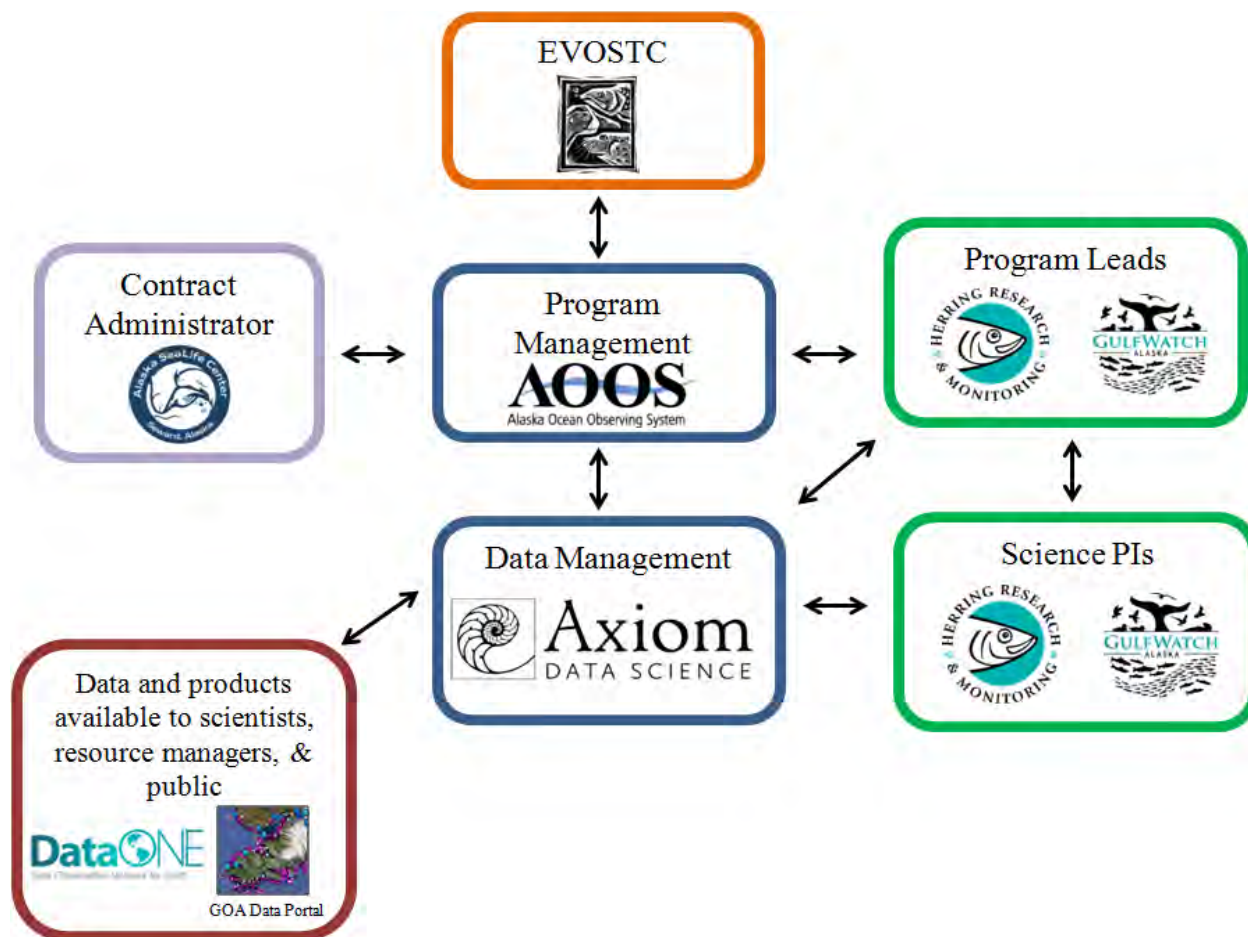 EVOSTC
Contract
Administrator
Alaska SeaLife Center
Seward, Alaska
Program
Management
AOOS
Alaska Ocean Observing System
Program Leads
HERRING RESEARCH
& MONITORING
GULFWATCH
ALASKA
Data Management
Axiom
DATA SCIENCE
Science PIs
HERRING RESEARCH
& MONITORING
GULFWATCH
ALASKA
Data and products
available to scientists,
resource managers, &
public
DataONE
GOA Data Portal